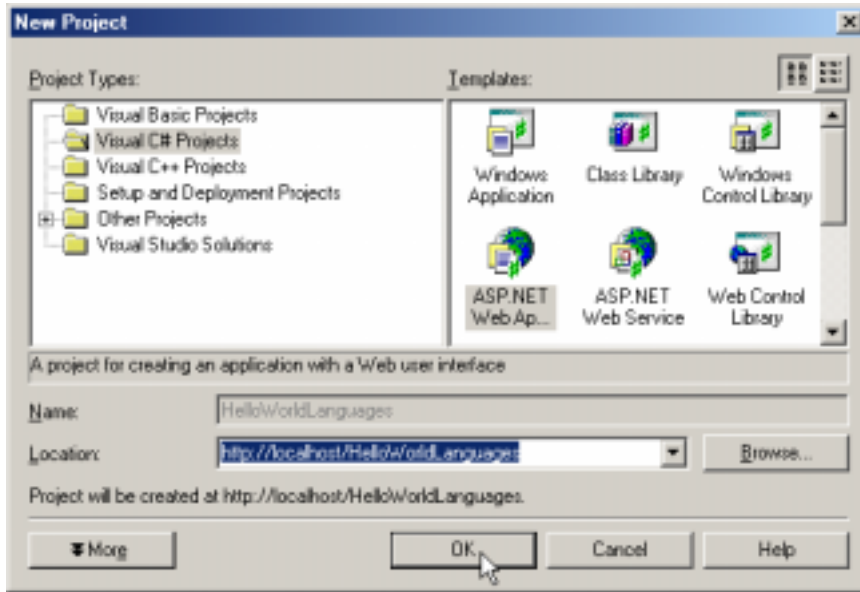 New Project
Project Types:
Templates:
Visual Basic Projects
Visual C# Projects
Visual C++ Projects
Setup and Deployment Projects
Other Projects
Visual Studio Solutions
Windows Application
Class Library
Windows Control Library
ASP.NET Web Ap...
ASP.NET Web Service
Web Control Library
A project for creating an application with a Web user interface
Name:
HelloWorldLanguages
Location:
http://localhost/HelloWorldLanguages
Browse...
Project will be created at http://localhost/HelloWorldLanguages.
More
OK
Cancel
Help